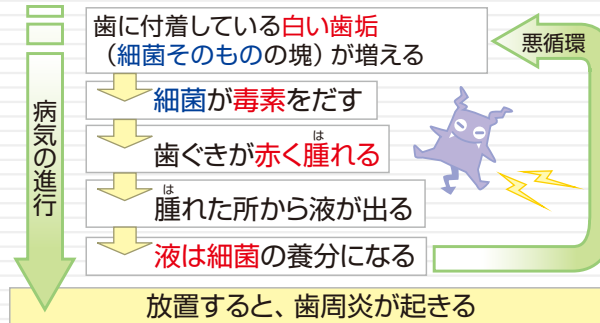 歯に付着している白い歯垢
（細菌そのものの塊）が増える
悪循環
細菌が毒素をだす
歯ぐきが赤く腫れる
は
腫れた所から液が出る
は
液は細菌の養分になる
病気の進行
放置すると、歯周炎が起きる